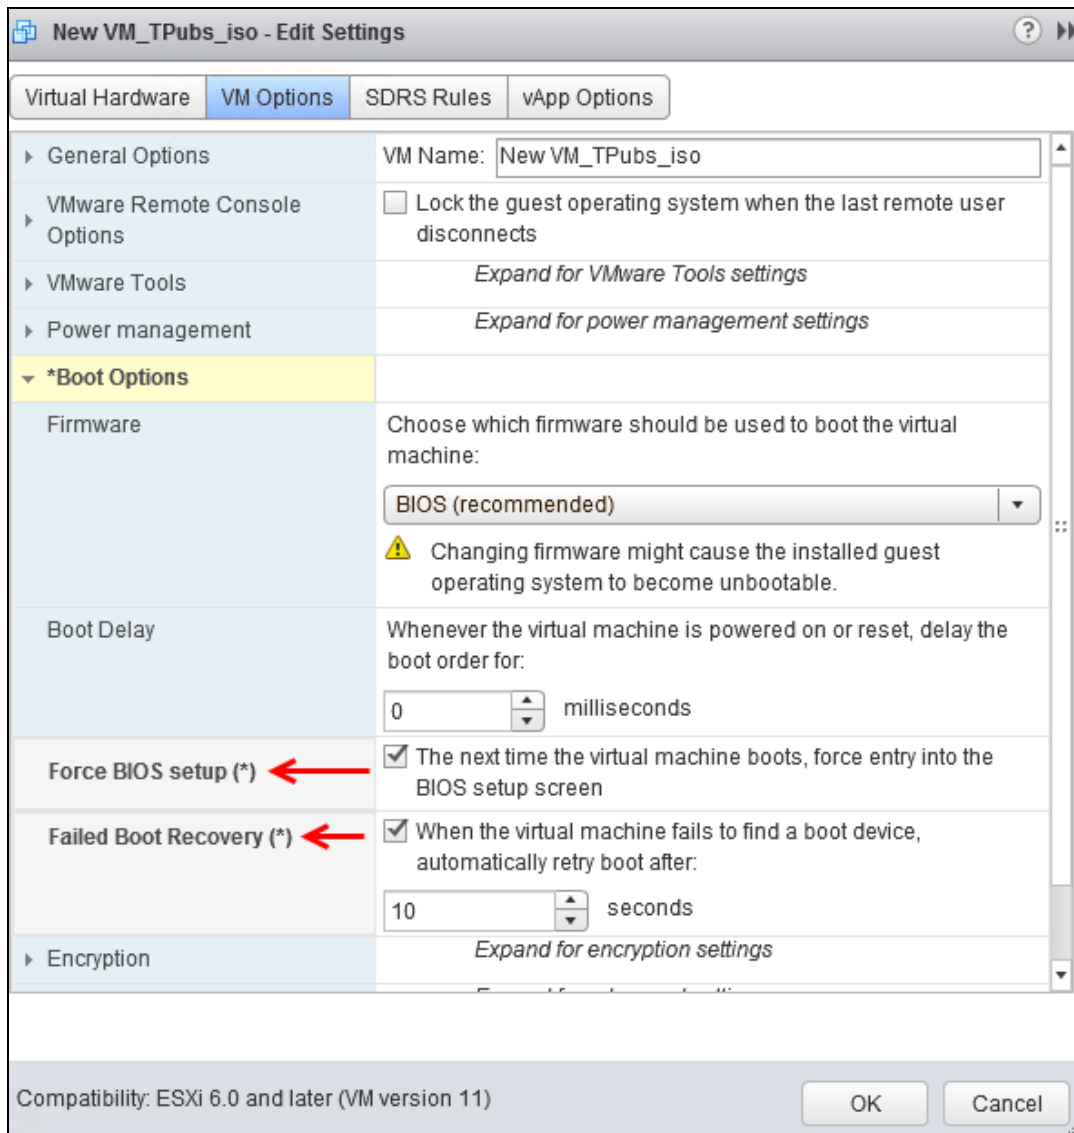 New VM_TPubs_iso - Edit Settings
Virtual Hardware VM Options SDRS Rules vApp Options
General Options VM Name: New VM_TPubs_iso
VMware Remote Console Options
Lock the guest operating system when the last remote user
disconnects
VMware Tools Expand for VMware Tools settings
Power management Expand for power management settings
*Boot Options
Firmware Choose which firmware should be used to boot the virtual
machine:
BIOS (recommended)
Changing firmware might cause the installed guest
operating system to become unbootable.
Boot Delay Whenever the virtual machine is powered on or reset, delay the
boot order for:
0 milliseconds
Force BIOS setup (*) The next time the virtual machine boots, force entry into the
BIOS setup screen
Failed Boot Recovery (*) When the virtual machine fails to find a boot device,
automatically retry boot after:
10 seconds
Encryption Expand for encryption settings
Compatibility: ESXi 6.0 and later (VM version 11) OK Cancel